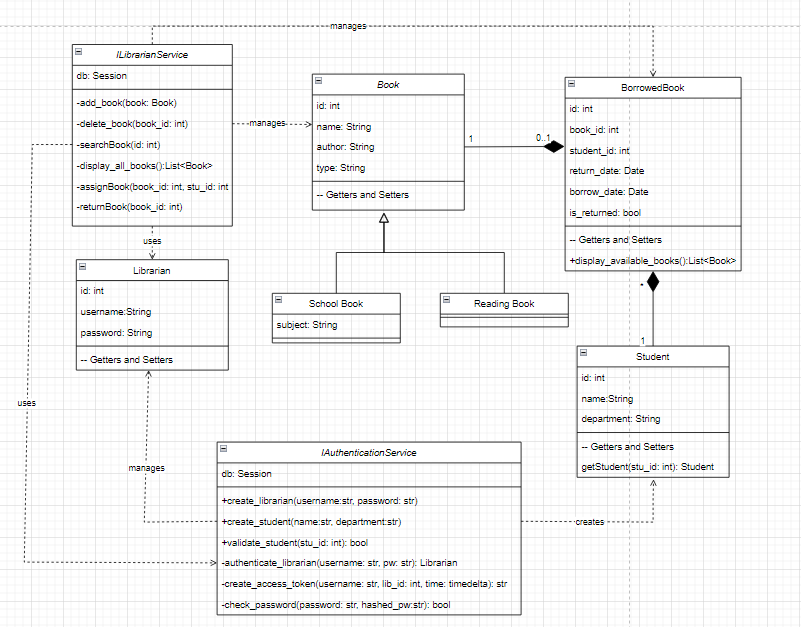 manages
ILibrarianService
db: Session
-add_book(book: Book)
-delete_book(book_id: int)
-searchBook(id: int)
-display_all_books():List<Book>
-assignBook(book_id: int, stu_id: int
-returnBook(book_id: int)
manages
Book
id: int
name: String
author: String
type: String
-- Getters and Setters
1
0..1
BorrowedBook
id: int
book_id: int
student_id: int
return_date: Date
borrow_date: Date
is_returned: bool
-- Getters and Setters
+display_available_books():List<Book>
uses
Librarian
id: int
username:String
password: String
-- Getters and Setters
School Book
subject: String
Reading Book
*
1
Student
id: int
name:String
department: String
-- Getters and Setters
getStudent(stu_id: int): Student
uses
manages
IAuthenticationService
db: Session
+create_librarian(username:str, password: str)
+create_student(name:str, department:str)
+validate_student(stu_id: int): bool
-authenticate_librarian(username: str, pw: str): Librarian
-create_access_token(username: str, lib_id: int, time: timedelta): str
-check_password(password: str, hashed_pw:str): bool
creates